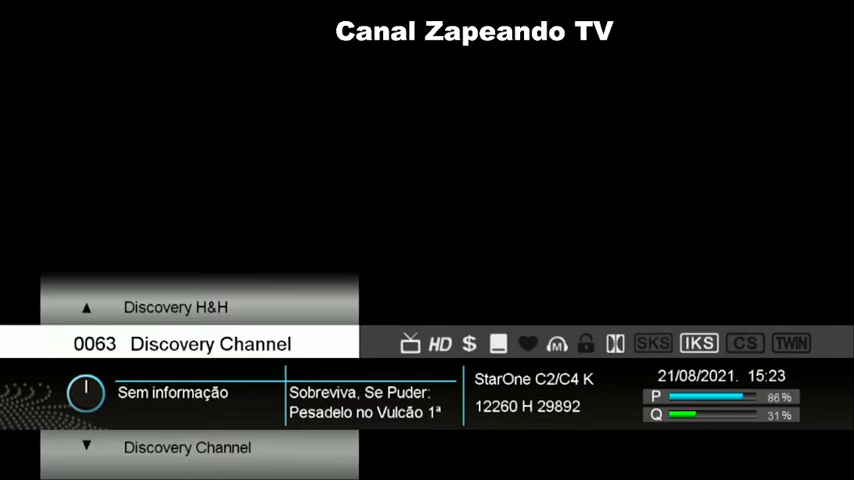 Canal Zapeando TV
Discovery H&H
0063 Discovery Channel
HD $ SKS IKS CS TWIN
Sem informação
Sobreviva, Se Puder:
Pesadelo no Vulcão 1ª
StarOne C2/C4 K
12260 H 29892
21/08/2021. 15:23
P 86%
Q 31%
Discovery Channel